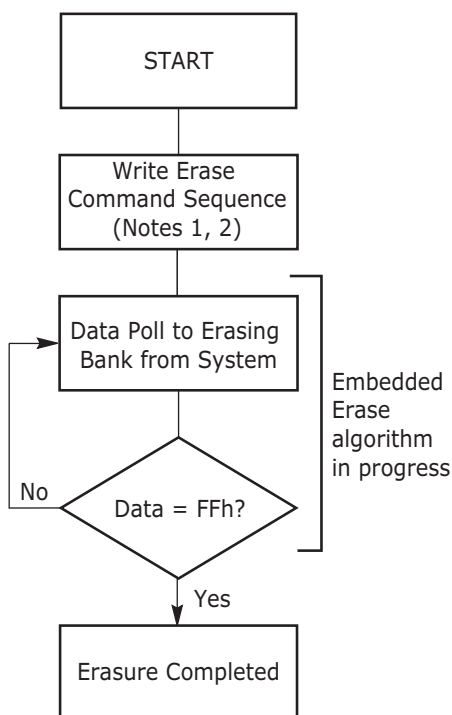 START
Write Erase
Command Sequence
(Notes 1, 2)
Data Poll to Erasing
Bank from System
Embedded
Erase
algorithm
in progress
No
Data = FFh?
Yes
Erasure Completed